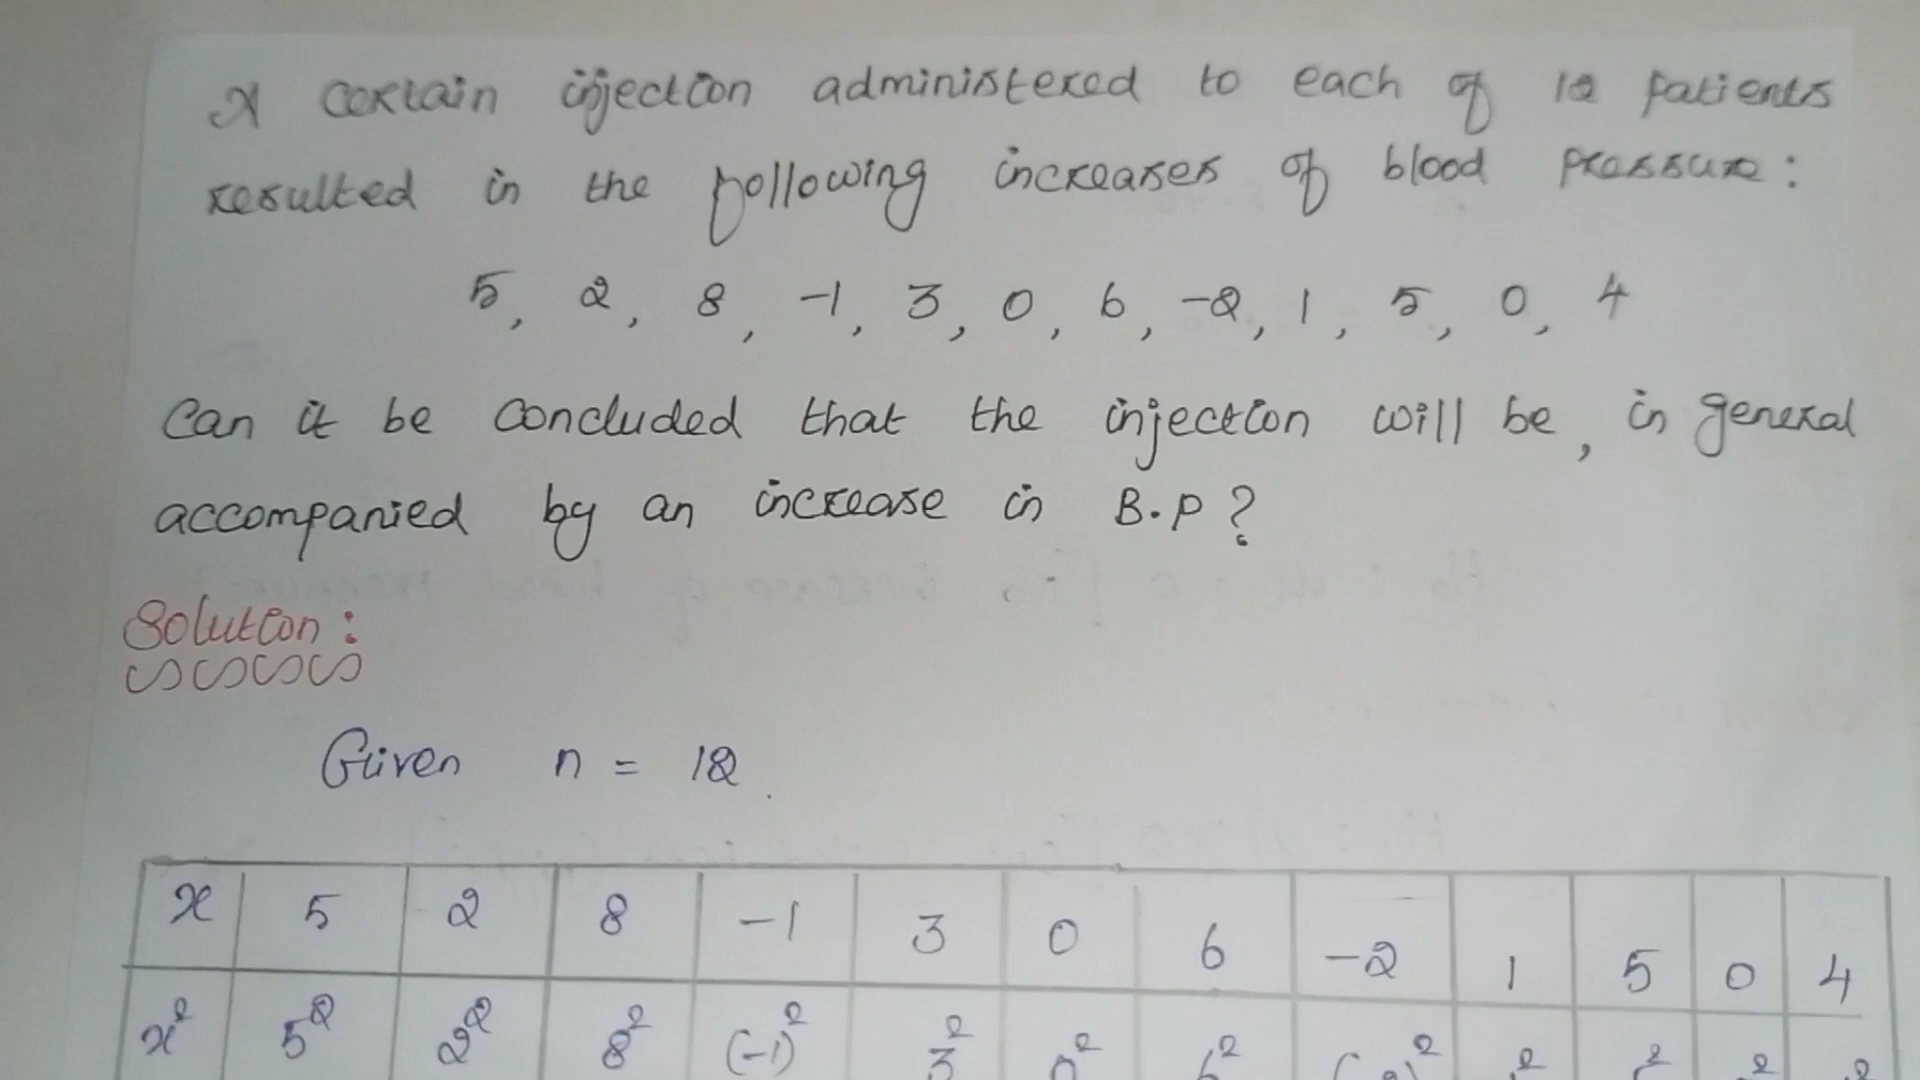 A certain injection administered to each of 12 patients
resulted in the following increases of blood pressure:
5, 2, 8, -1, 3, 0, 6, -2, 1, 5, 0, 4
Can it be concluded that the injection will be, in general
accompanied by an increase in B.P?
Solution:
Given n = 12.
x 5 2 8 -1 3 0 6 -2 1 5 0 4
x² 5² 2² 8² (-1)² 3² 0² 6²